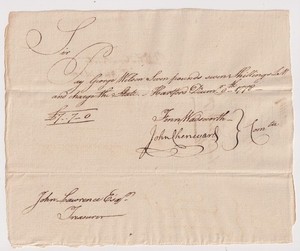 Sir
Pay George Wilson Seven pounds seven Shillings
and charge the State Hartford
£7.7.0
Fenn Wadsworth
John Chenevard } Comtee
John Lawrence Esqr
Treasurer